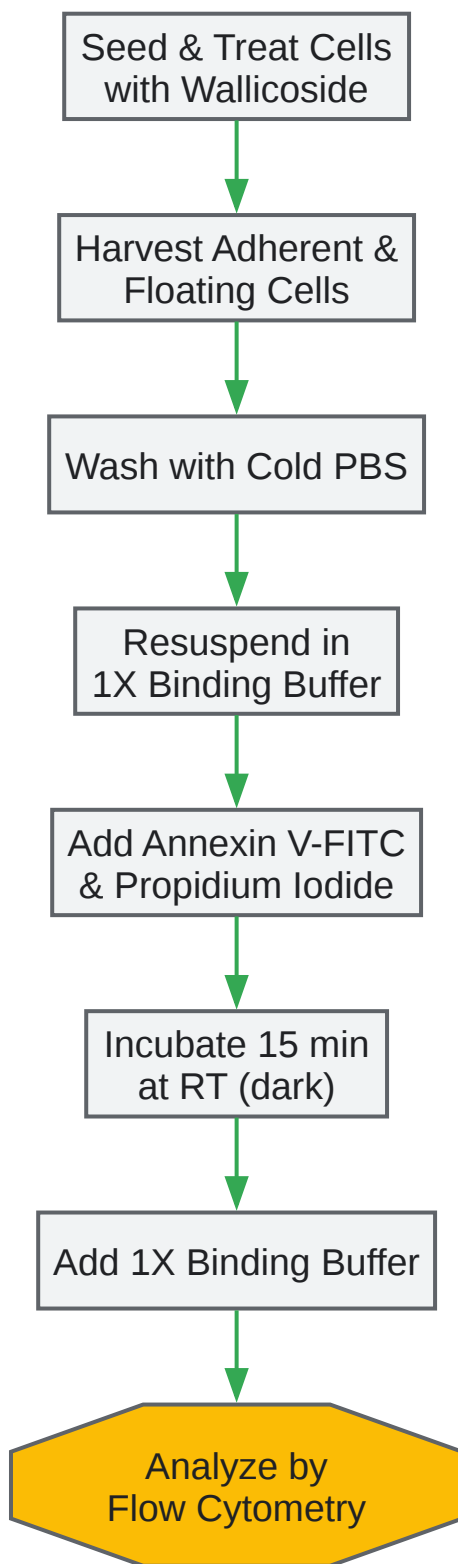 Seed & Treat Cells
with Wallicoside
Harvest Adherent &
Floating Cells
Wash with Cold PBS
Resuspend in
1X Binding Buffer
Add Annexin V-FITC
& Propidium Iodide
Incubate 15 min
at RT (dark)
Add 1X Binding Buffer
Analyze by
Flow Cytometry